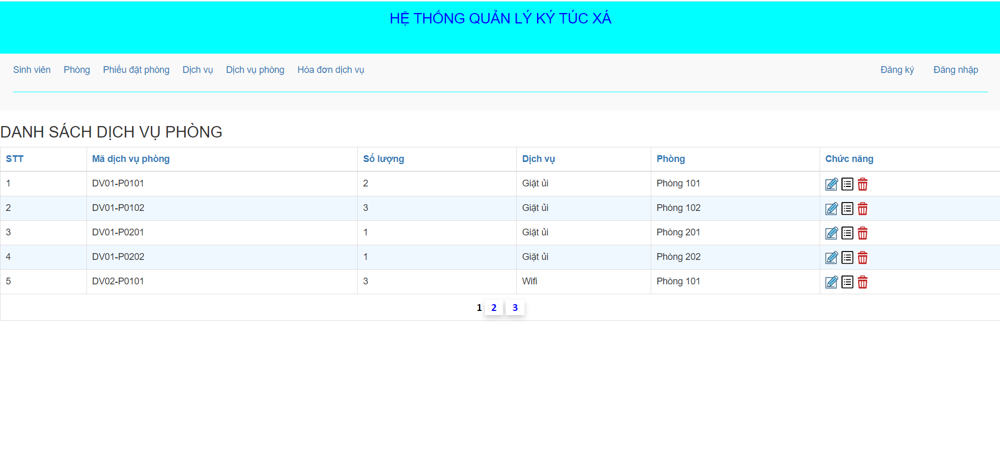 HỆ THỐNG QUẢN LÝ KÝ TÚC XÁ
Sinh viên Phòng Phiếu đặt phòng Dịch vụ Dịch vụ phòng Hóa đơn dịch vụ Đăng ký Đăng nhập
DANH SÁCH DỊCH VỤ PHÒNG
STT Mã dịch vụ phòng Số lượng Dịch vụ Phòng Chức năng
1 DV01-P0101 2 Giặt ủi Phòng 101
2 DV01-P0102 3 Giặt ủi Phòng 102
3 DV01-P0201 1 Giặt ủi Phòng 201
4 DV01-P0202 1 Giặt ủi Phòng 202
5 DV02-P0101 3 Wifi Phòng 101
1 2 3